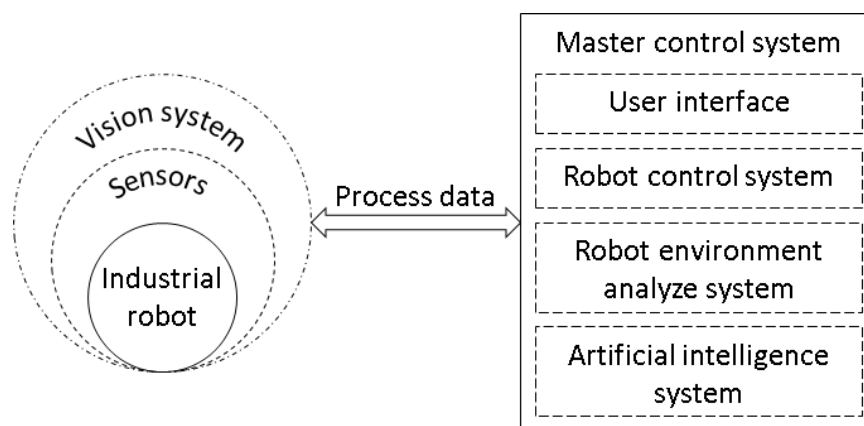 Vision system
Sensors
Industrial
robot
Process data
Master control system
User interface
Robot control system
Robot environment
analyze system
Artificial intelligence
system